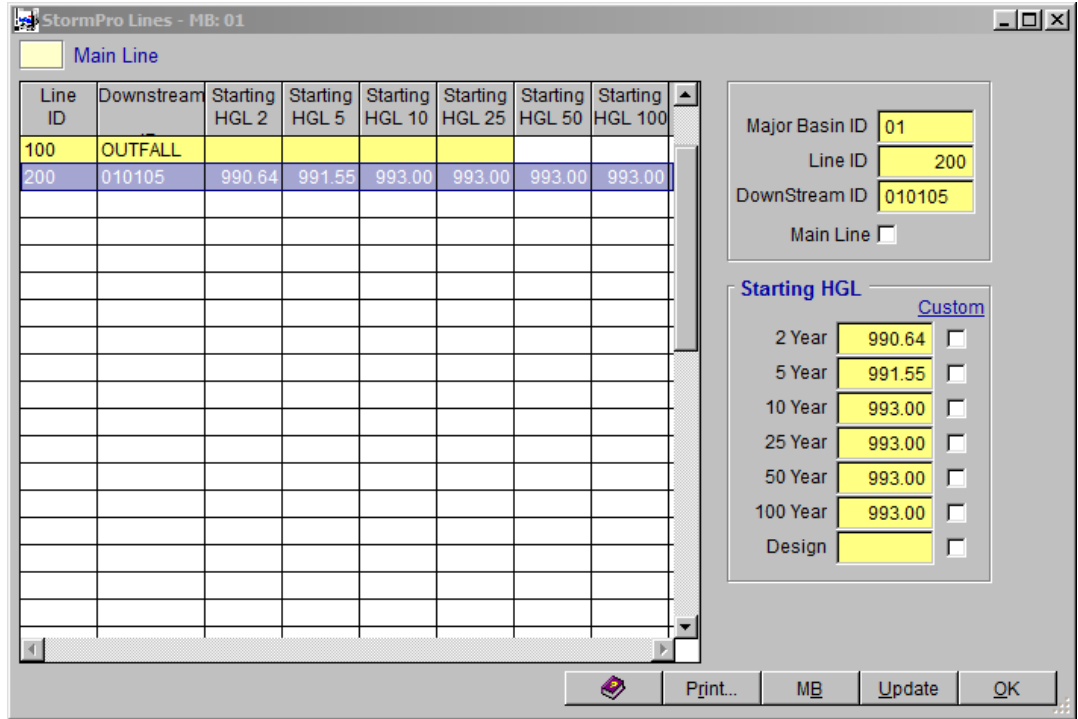 StormPro Lines - MB: 01
Main Line
Line ID Downstream Starting HGL 2 Starting HGL 5 Starting HGL 10 Starting HGL 25 Starting HGL 50 Starting HGL 100
100 OUTFALL
200 010105 990.64 991.55 993.00 993.00 993.00 993.00
Major Basin ID 01
Line ID 200
DownStream ID 010105
Main Line
Starting HGL
Custom
2 Year 990.64
5 Year 991.55
10 Year 993.00
25 Year 993.00
50 Year 993.00
100 Year 993.00
Design
Print... MB Update OK